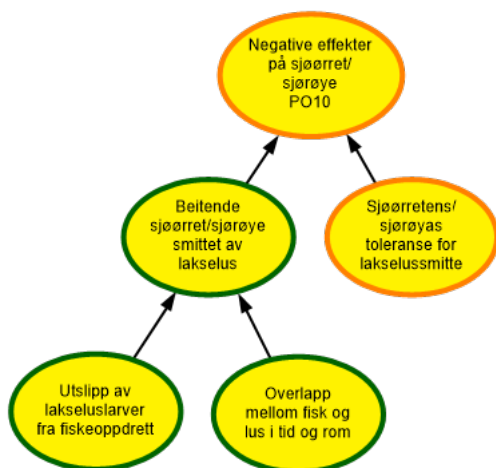 Negative effekter
på sjøørret/
sjørøye
PO10
Beitende
sjøørret/sjørøye
smittet av
lakselus
Sjøørretens/
sjørøyas
toleranse for
lakselussmitte
Utslipp av
lakseluslarver
fra fiskeoppdrett
Overlapp
mellom fisk og
lus i tid og rom